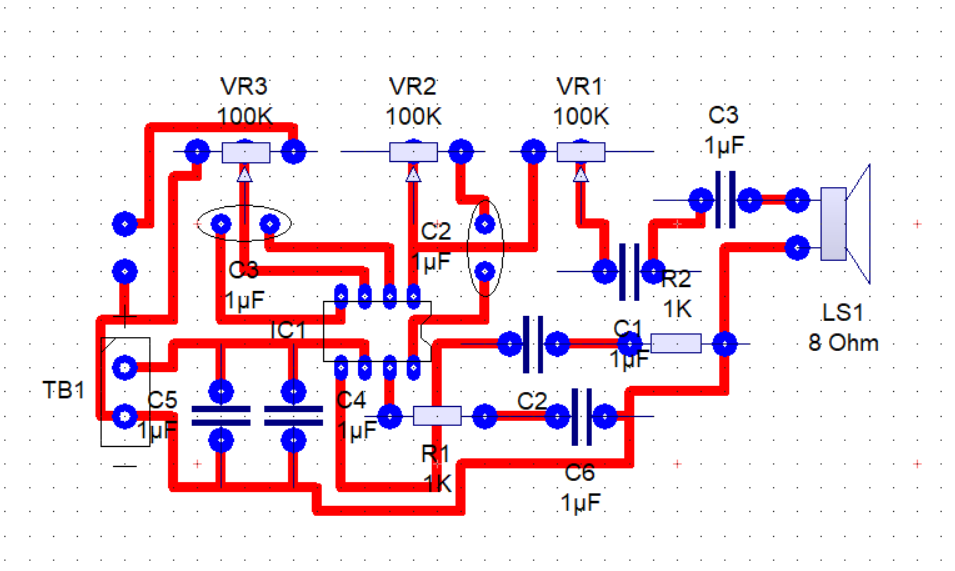 VR3
100K
VR2
100K
VR1
100K
C3
1µF
C2
1µF
C3
1µF
R2
1K
IC1
C1
1µF
LS1
8 Ohm
+
TB1
C5
1µF
C4
1µF
C2
R1
1K
C6
1µF
—